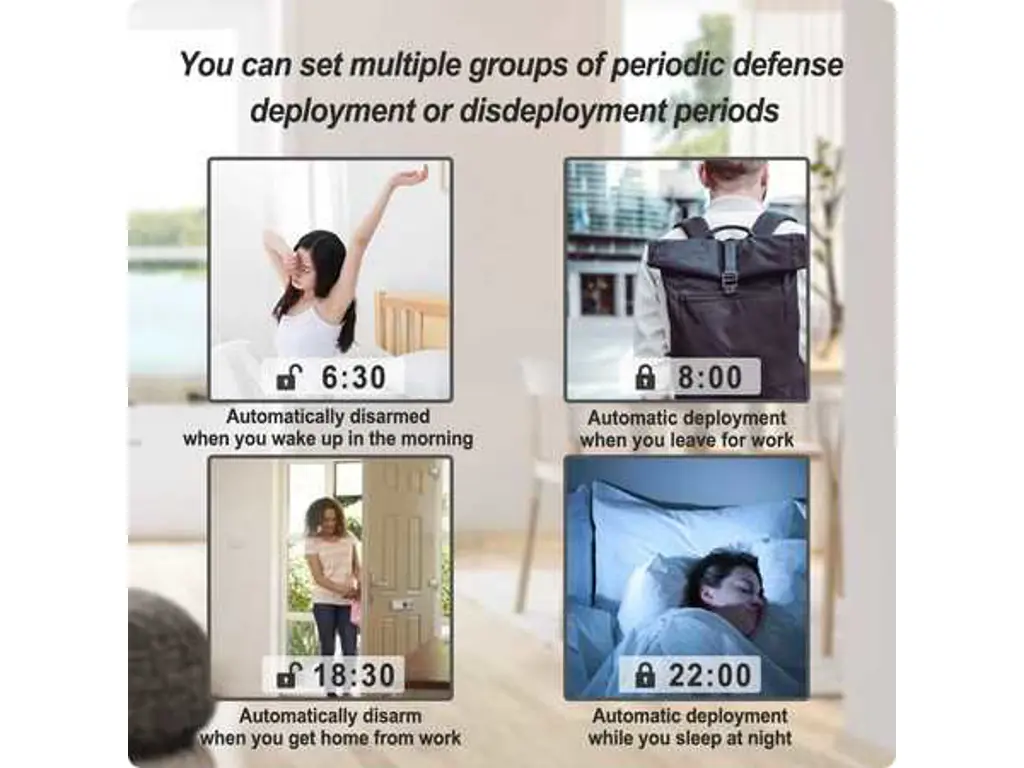 You can set multiple groups of periodic defense
deployment or disdeployment periods
6:30
Automatically disarmed
when you wake up in the morning
8:00
Automatic deployment
when you leave for work
18:30
Automatically disarm
when you get home from work
22:00
Automatic deployment
while you sleep at night